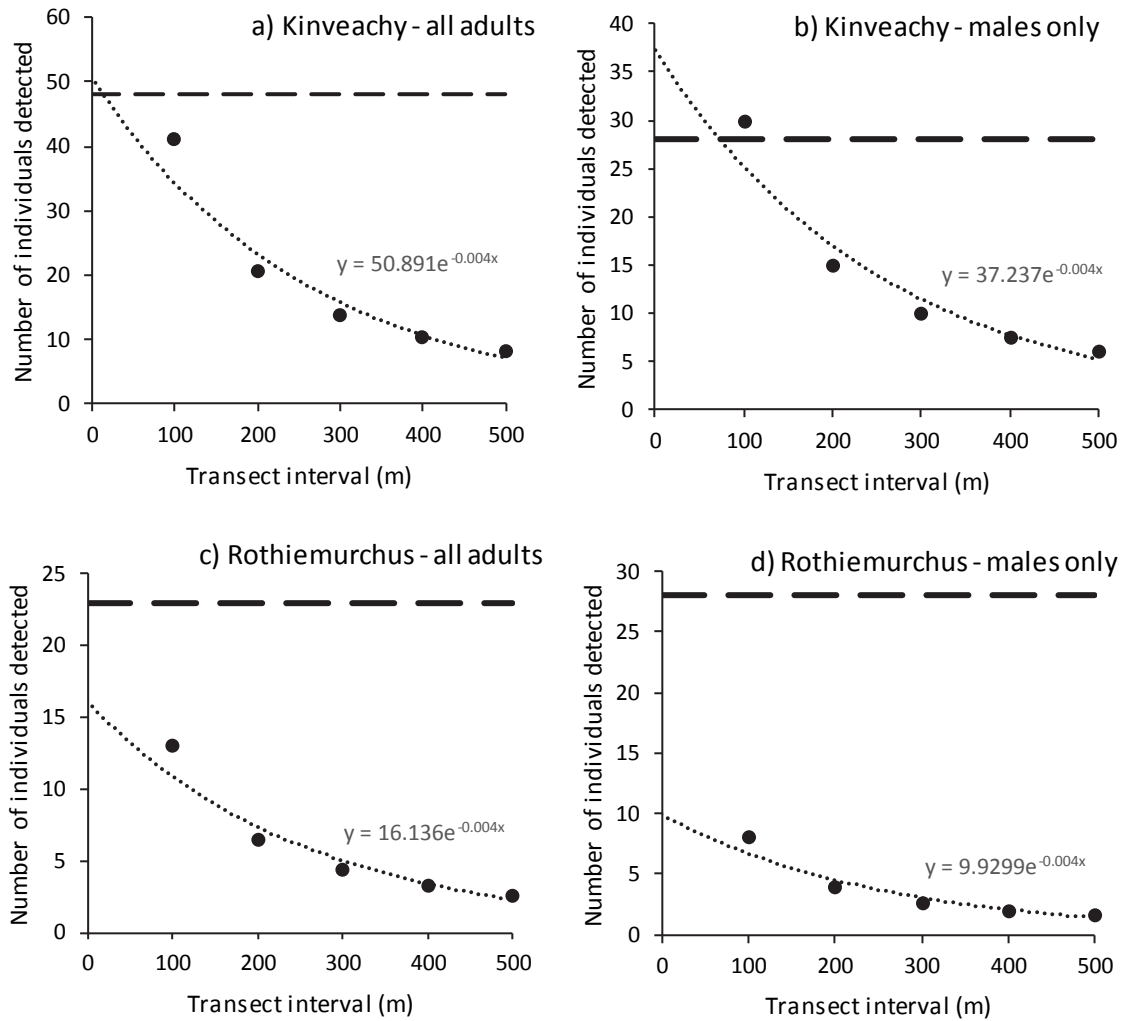 a) Kinveachy - all adults
Number of individuals detected
60
50
40
30
20
10
0
y = 50.891e^-0.004x
0 100 200 300 400 500
Transect interval (m)
b) Kinveachy - males only
Number of individuals detected
40
35
30
25
20
15
10
5
0
y = 37.237e^-0.004x
0 100 200 300 400 500
Transect interval (m)
c) Rothiemurchus - all adults
Number of individuals detected
25
20
15
10
5
0
y = 16.136e^-0.004x
0 100 200 300 400 500
Transect interval (m)
d) Rothiemurchus - males only
Number of individuals detected
30
25
20
15
10
5
0
y = 9.9299e^-0.004x
0 100 200 300 400 500
Transect interval (m)